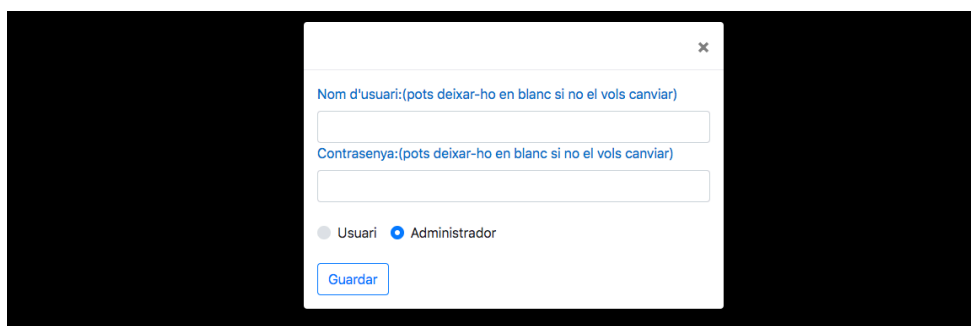 ×
Nom d'usuari:(pots deixar-ho en blanc si no el vols canviar)
Contrasenya:(pots deixar-ho en blanc si no el vols canviar)
Usuari Administrador
Guardar